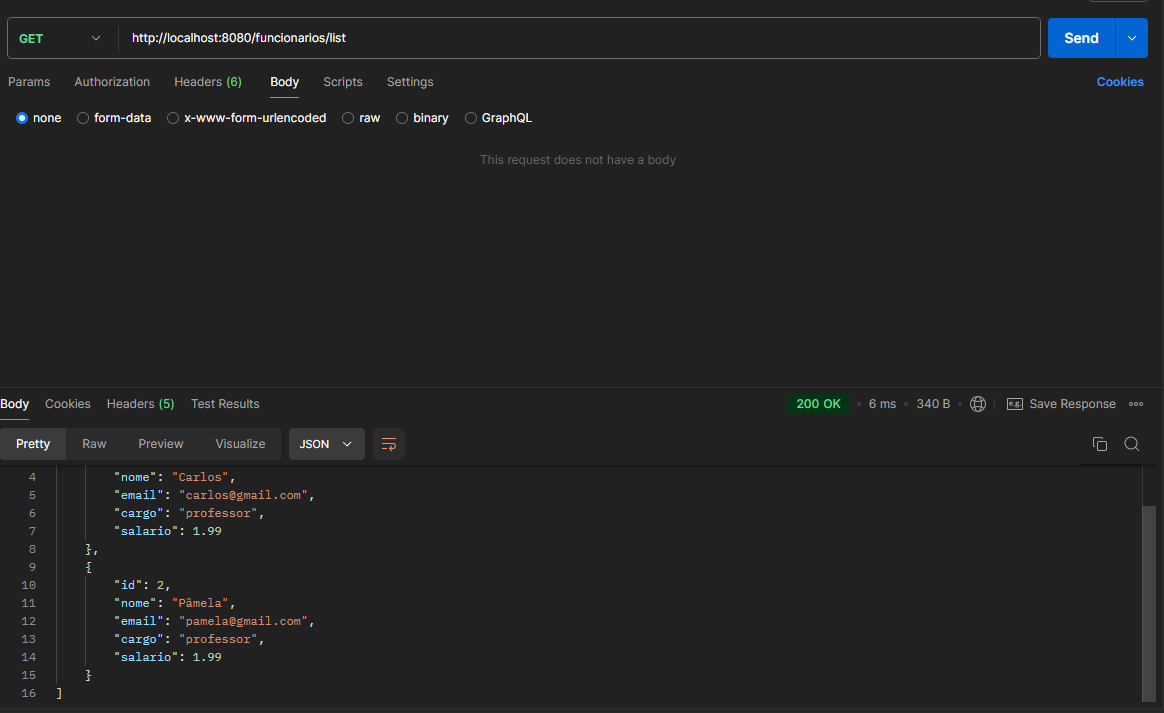 GET http://localhost:8080/funcionarios/list Send
Params Authorization Headers (6) Body Scripts Settings Cookies
none form-data x-www-form-urlencoded raw binary GraphQL
This request does not have a body
Body Cookies Headers (5) Test Results 200 OK • 6 ms • 340 B • e.g. Save Response
Pretty Raw Preview Visualize JSON
4 "nome": "Carlos",
5 "email": "carlos@gmail.com",
6 "cargo": "professor",
7 "salario": 1.99
8 },
9 {
10 "id": 2,
11 "nome": "Pâmela",
12 "email": "pamela@gmail.com",
13 "cargo": "professor",
14 "salario": 1.99
15 }
16 ]